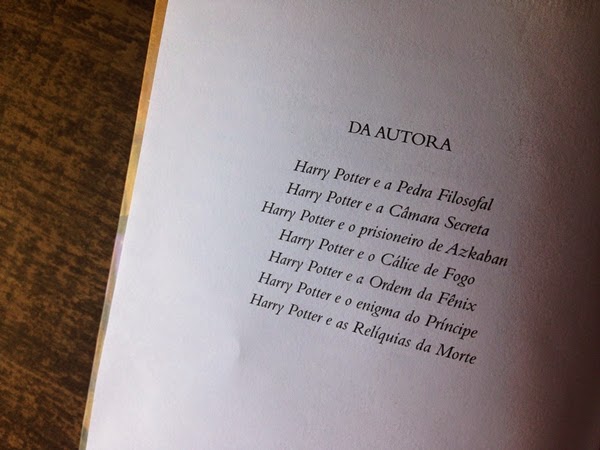 DA AUTORA
Harry Potter e a Pedra Filosofal
Harry Potter e a Câmara Secreta
Harry Potter e o prisioneiro de Azkaban
Harry Potter e o Cálice de Fogo
Harry Potter e a Ordem da Fênix
Harry Potter e o enigma do Príncipe
Harry Potter e as Relíquias da Morte